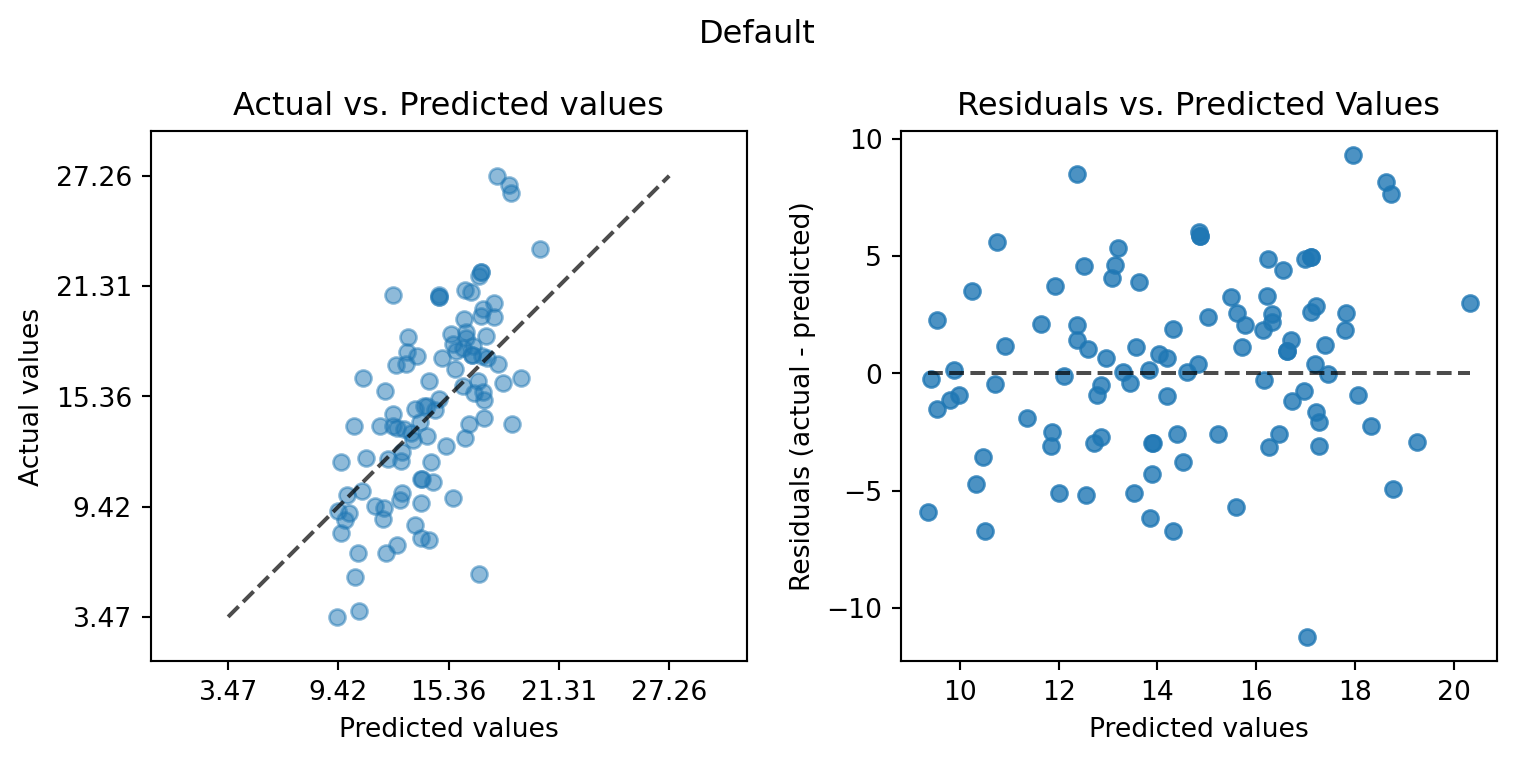 Default
Actual vs. Predicted values
27.26
21.31
15.36
9.42
3.47
Actual values
3.47 9.42 15.36 21.31 27.26
Predicted values
Residuals vs. Predicted Values
10
5
0
−5
−10
Residuals (actual - predicted)
10 12 14 16 18 20
Predicted values